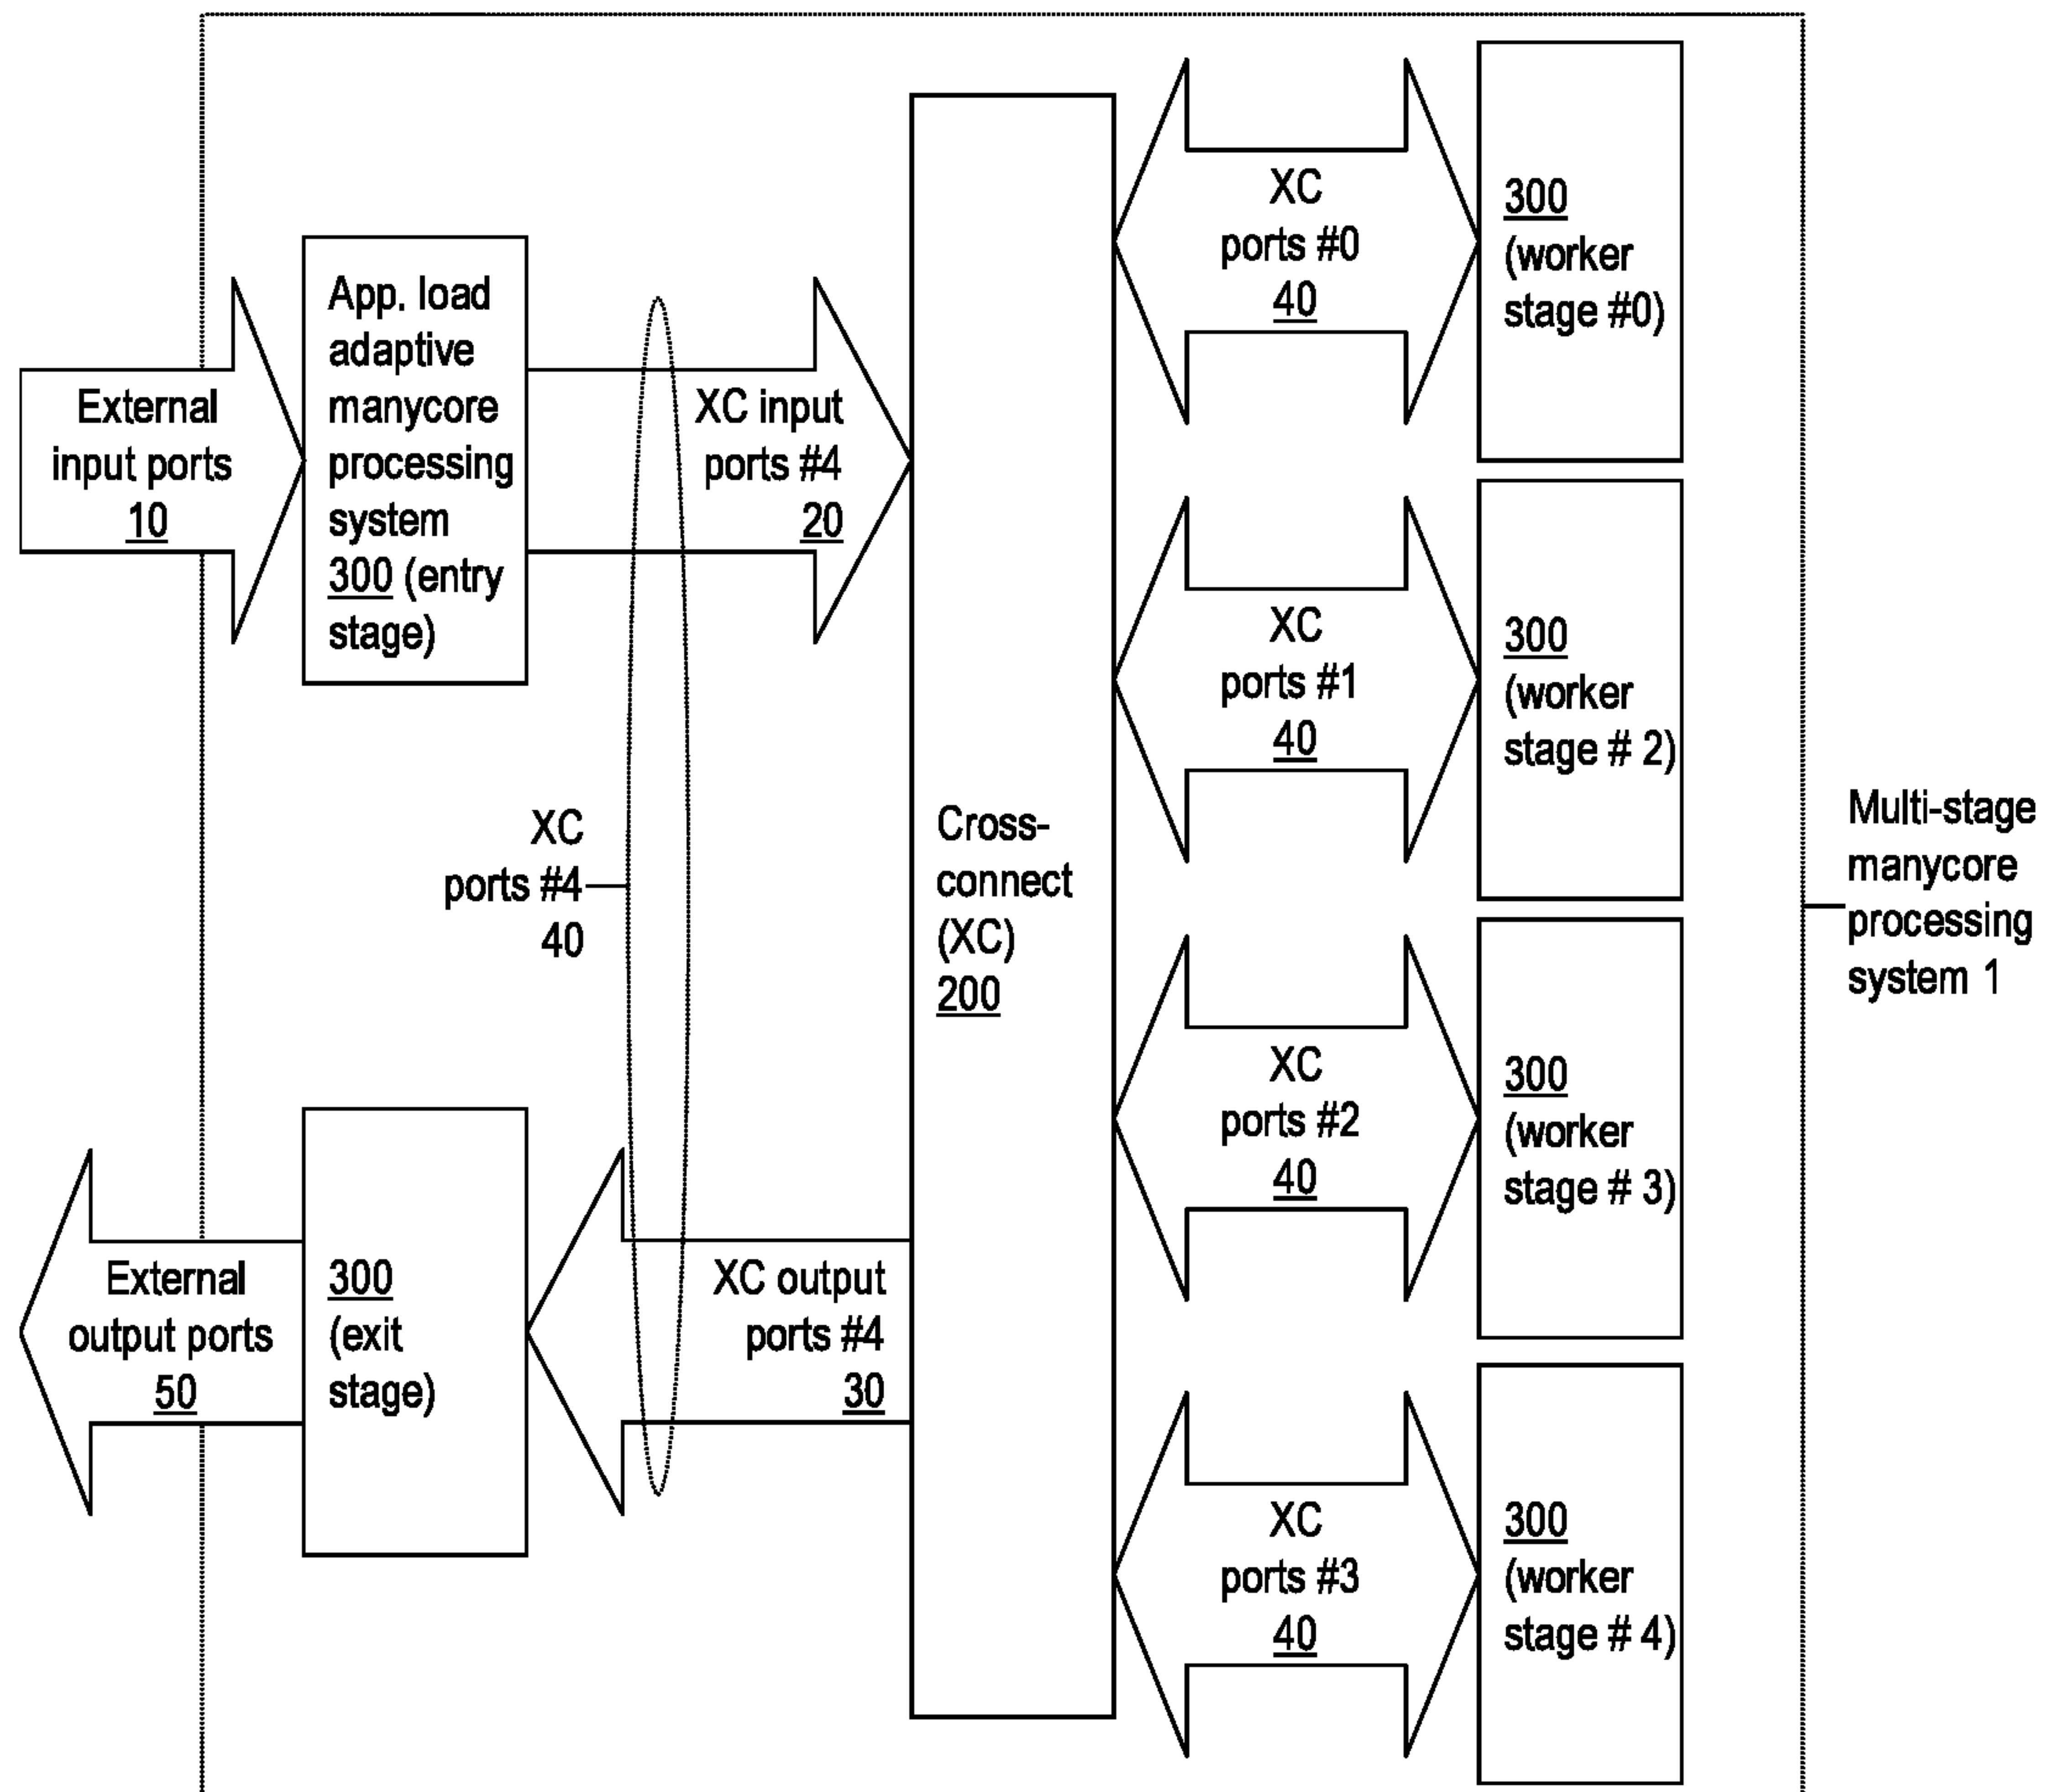 External
input ports
10
App. load
adaptive
manycore
processing
system
300 (entry
stage)
XC input
ports #4
20
XC
ports #4
40
External
output ports
50
300
(exit
stage)
XC output
ports #4
30
Cross-
connect
(XC)
200
XC
ports #0
40
300
(worker
stage #0)
XC
ports #1
40
300
(worker
stage # 2)
XC
ports #2
40
300
(worker
stage # 3)
XC
ports #3
40
300
(worker
stage # 4)
Multi-stage
manycore
processing
system 1